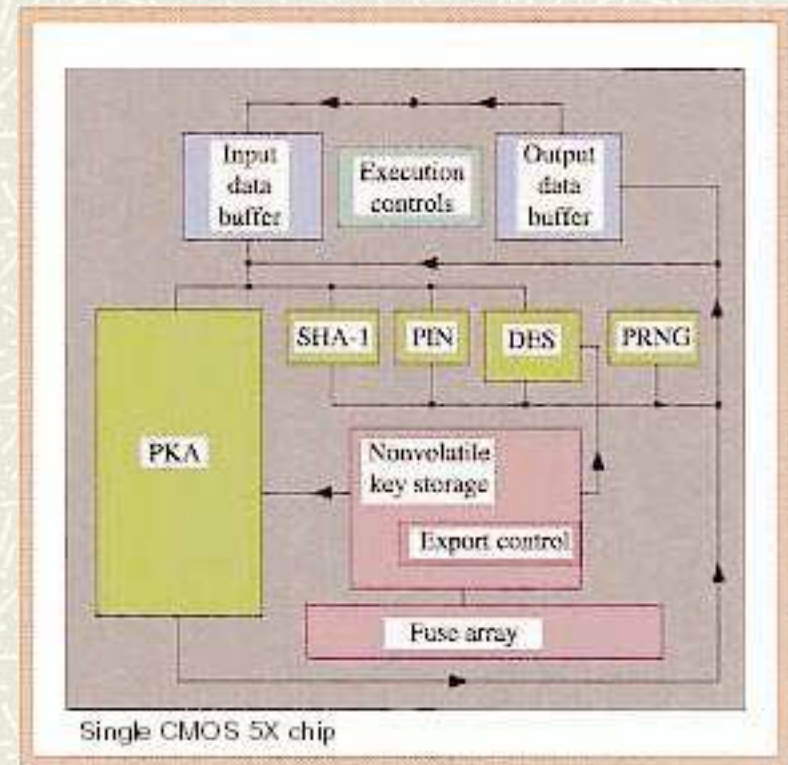 Input
data
buffer
Execution
controls
Output
data
buffer
SHA-1
PIN
DES
PRNG
PKA
Nonvolatile
key storage
Export control
Fuse array
Single CMOS 5X chip